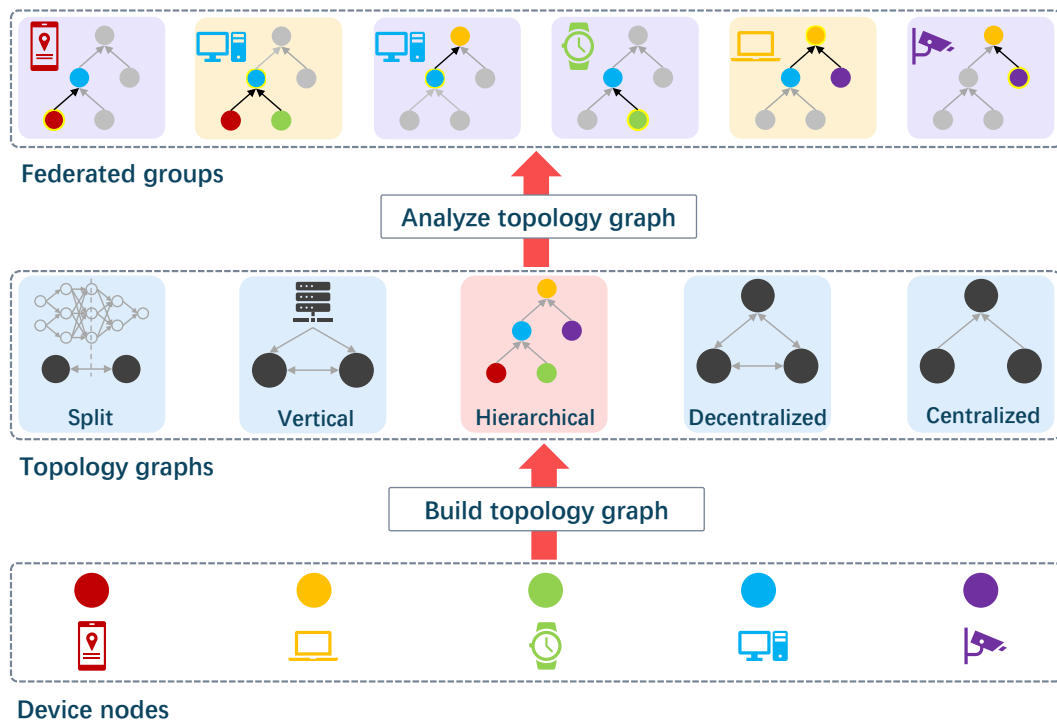 Federated groups
Analyze topology graph
Split
Vertical
Hierarchical
Decentralized
Centralized
Topology graphs
Build topology graph
Device nodes